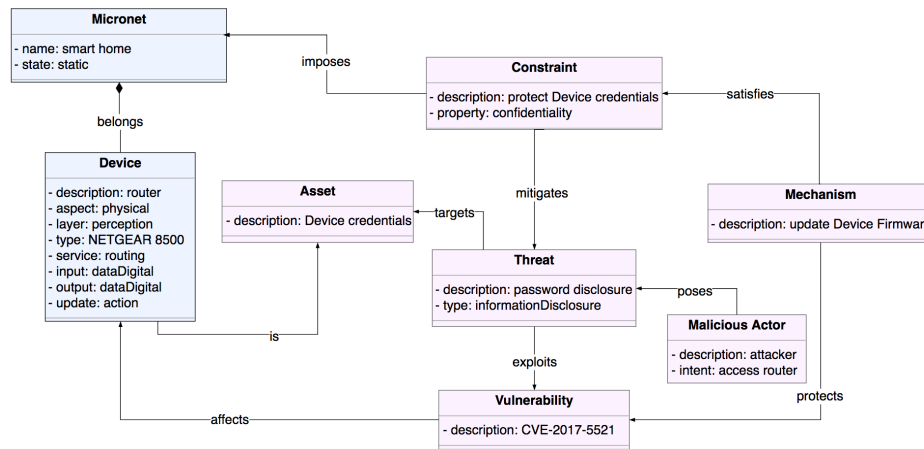 Micronet
- name: smart home
- state: static
imposes
Constraint
- description: protect Device credentials
- property: confidentiality
satisfies
belongs
Device
- description: router
- aspect: physical
- layer: perception
- type: NETGEAR 8500
- service: routing
- input: dataDigital
- output: dataDigital
- update: action
Asset
- description: Device credentials
targets
mitigates
Mechanism
- description: update Device Firmwar
Threat
- description: password disclosure
- type: informationDisclosure
poses
Malicious Actor
- description: attacker
- intent: access router
is
exploits
protects
Vulnerability
- description: CVE-2017-5521
affects